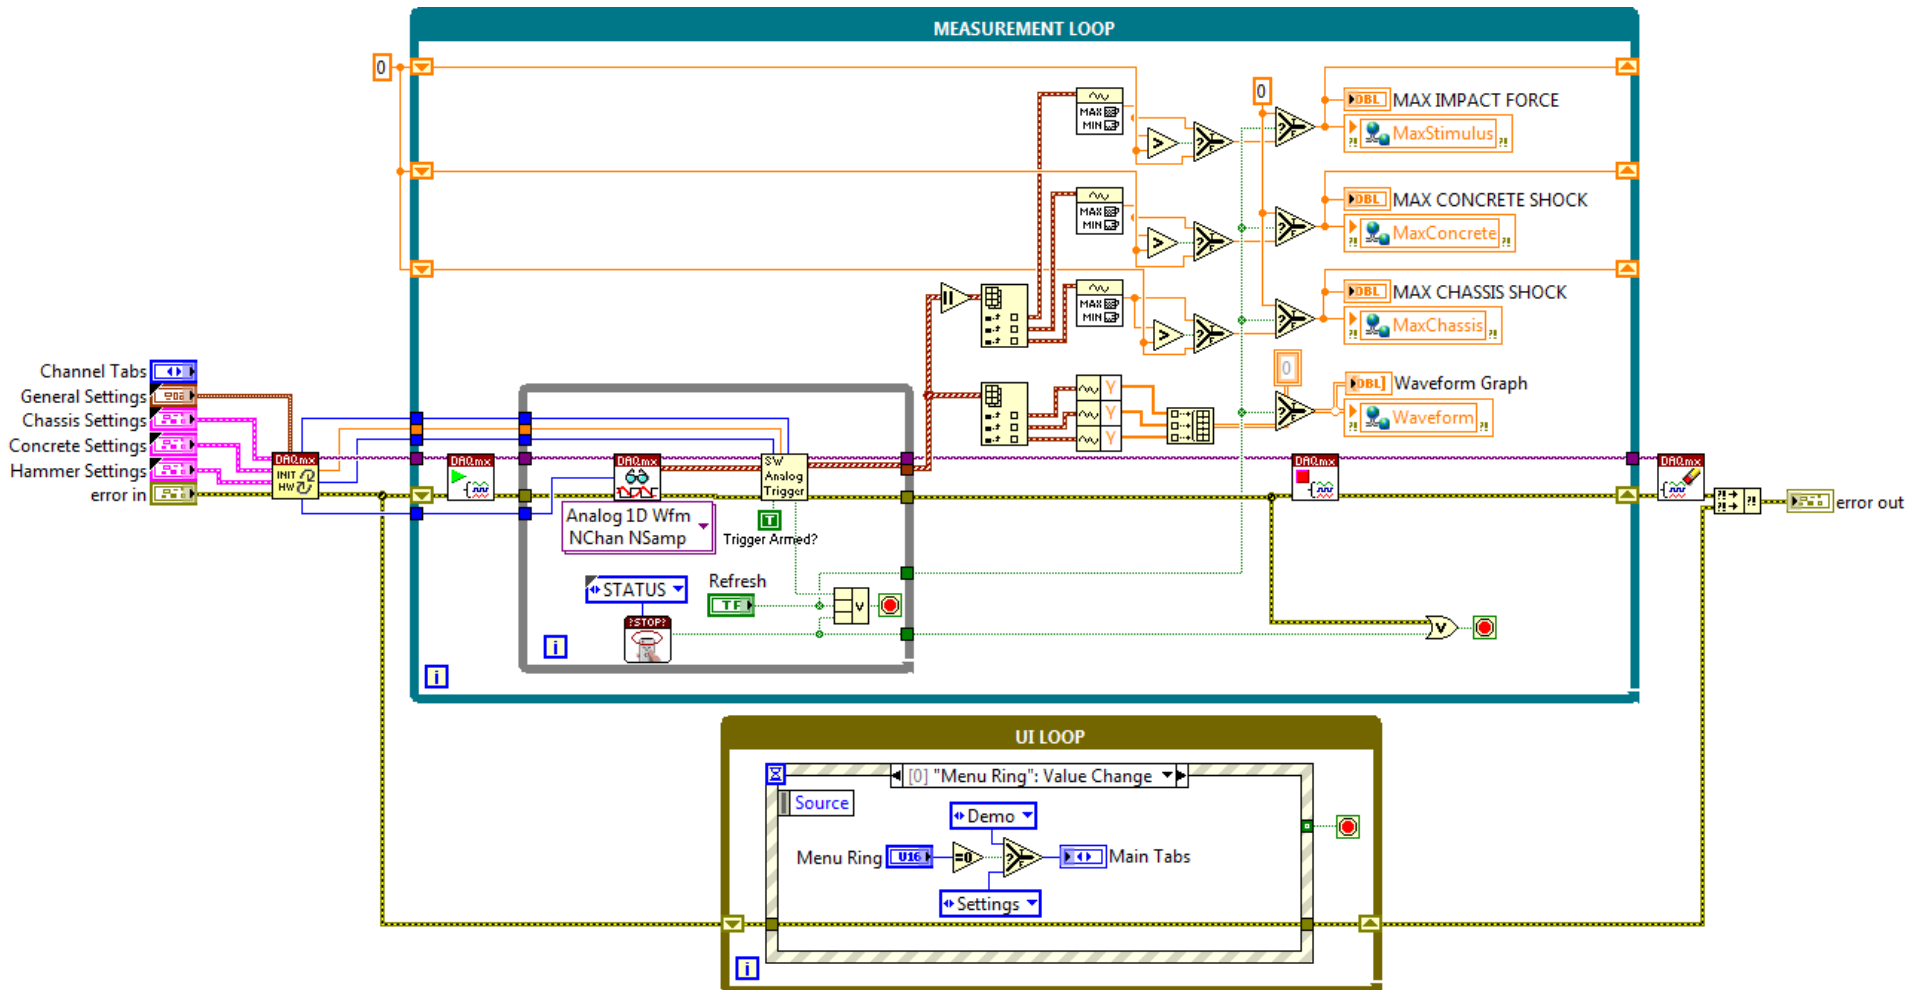 MEASUREMENT LOOP
0
0
MAX
MIN
DBL
MAX IMPACT FORCE
MaxStimulus
MAX
MIN
DBL
MAX CONCRETE SHOCK
MaxConcrete
MAX
MIN
DBL
MAX CHASSIS SHOCK
MaxChassis
0
DBL
Waveform Graph
Waveform
Y
Y
Y
Channel Tabs
General Settings
Chassis Settings
Concrete Settings
Hammer Settings
error in
DAQmx
INIT
HW
DAQmx
DAQmx
SW
Analog
Trigger
DAQmx
DAQmx
error out
Analog 1D Wfm
NChan NSamp
T
Trigger Armed?
STATUS
Refresh
TF
?STOP?
V
V
i
i
UI LOOP
[0] "Menu Ring": Value Change
Source
Demo
Menu Ring
U16
=0
Main Tabs
Settings
i